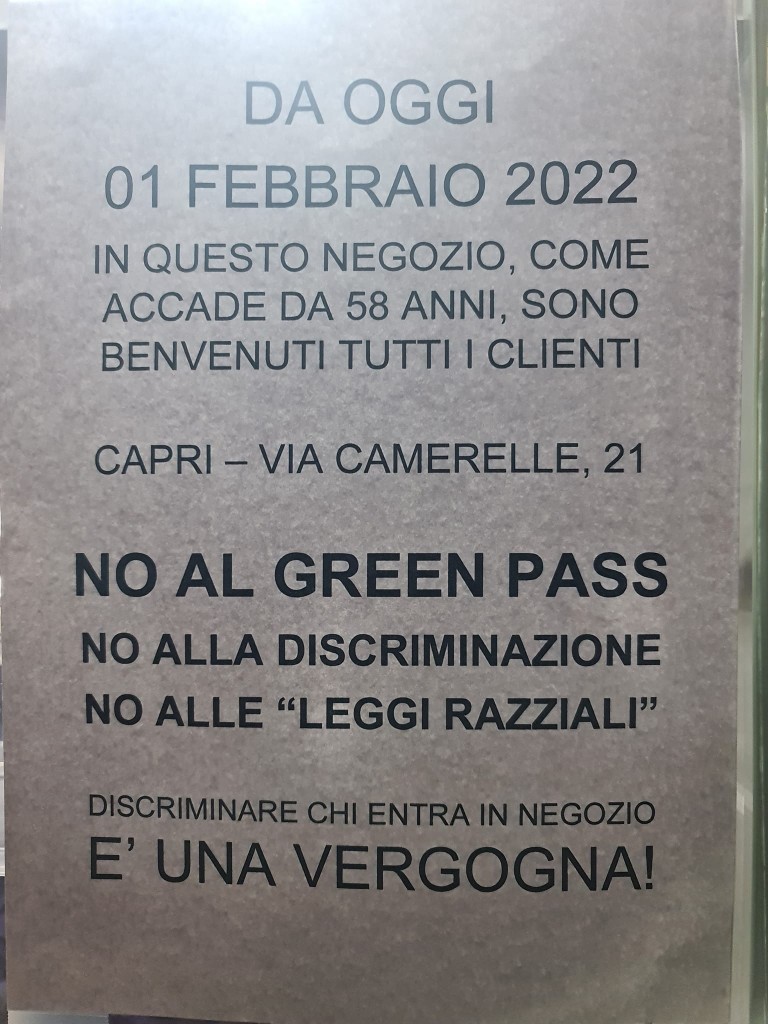 DA OGGI
01 FEBBRAIO 2022
IN QUESTO NEGOZIO, COME
ACCADE DA 58 ANNI, SONO
BENVENUTI TUTTI I CLIENTI
CAPRI – VIA CAMERELLE, 21
NO AL GREEN PASS
NO ALLA DISCRIMINAZIONE
NO ALLE “LEGGI RAZZIALI”
DISCRIMINARE CHI ENTRA IN NEGOZIO
E’ UNA VERGOGNA!